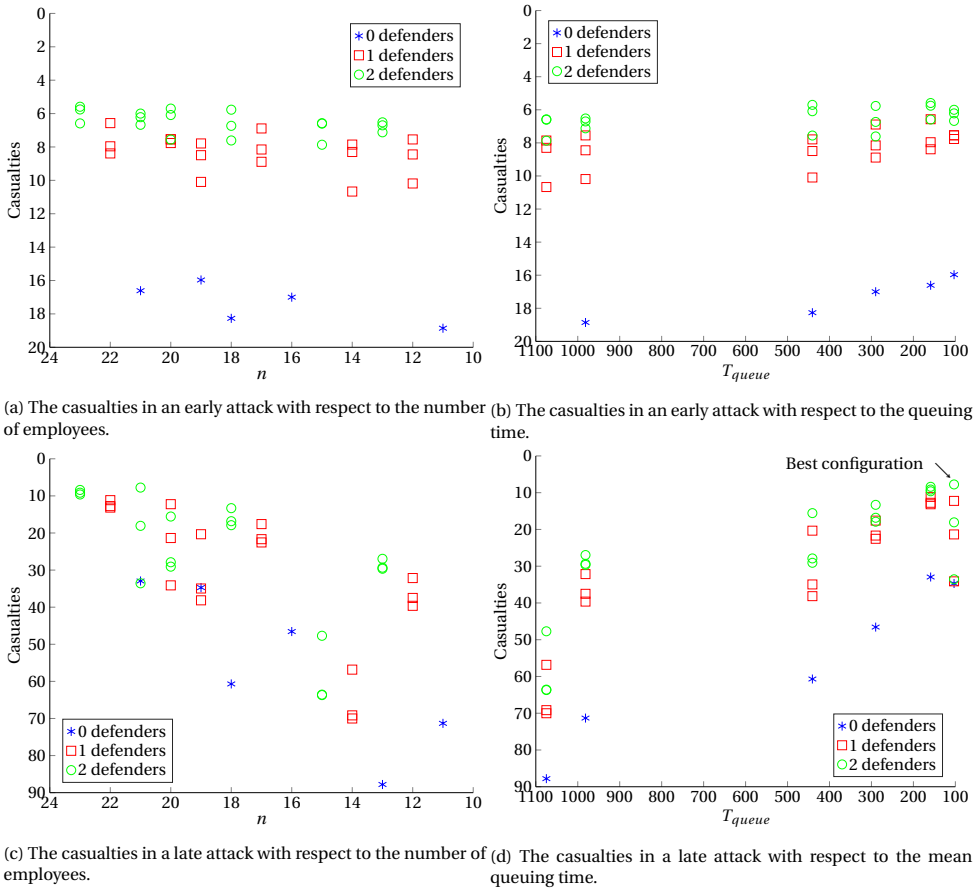 0
2
4
6
8
10
12
14
16
18
20
Casualties
24 22 20 18 16 14 12 10
n
0 defenders
1 defenders
2 defenders
(a) The casualties in an early attack with respect to the number
of employees.
0
2
4
6
8
10
12
14
16
18
20
Casualties
1100 1000 900 800 700 600 500 400 300 200 100
T_queue
0 defenders
1 defenders
2 defenders
(b) The casualties in an early attack with respect to the queuing
time.
0
10
20
30
40
50
60
70
80
90
Casualties
24 22 20 18 16 14 12 10
n
0 defenders
1 defenders
2 defenders
(c) The casualties in a late attack with respect to the number of
employees.
0
10
20
30
40
50
60
70
80
90
Casualties
1100 1000 900 800 700 600 500 400 300 200 100
T_queue
Best configuration
0 defenders
1 defenders
2 defenders
(d) The casualties in a late attack with respect to the mean
queuing time.